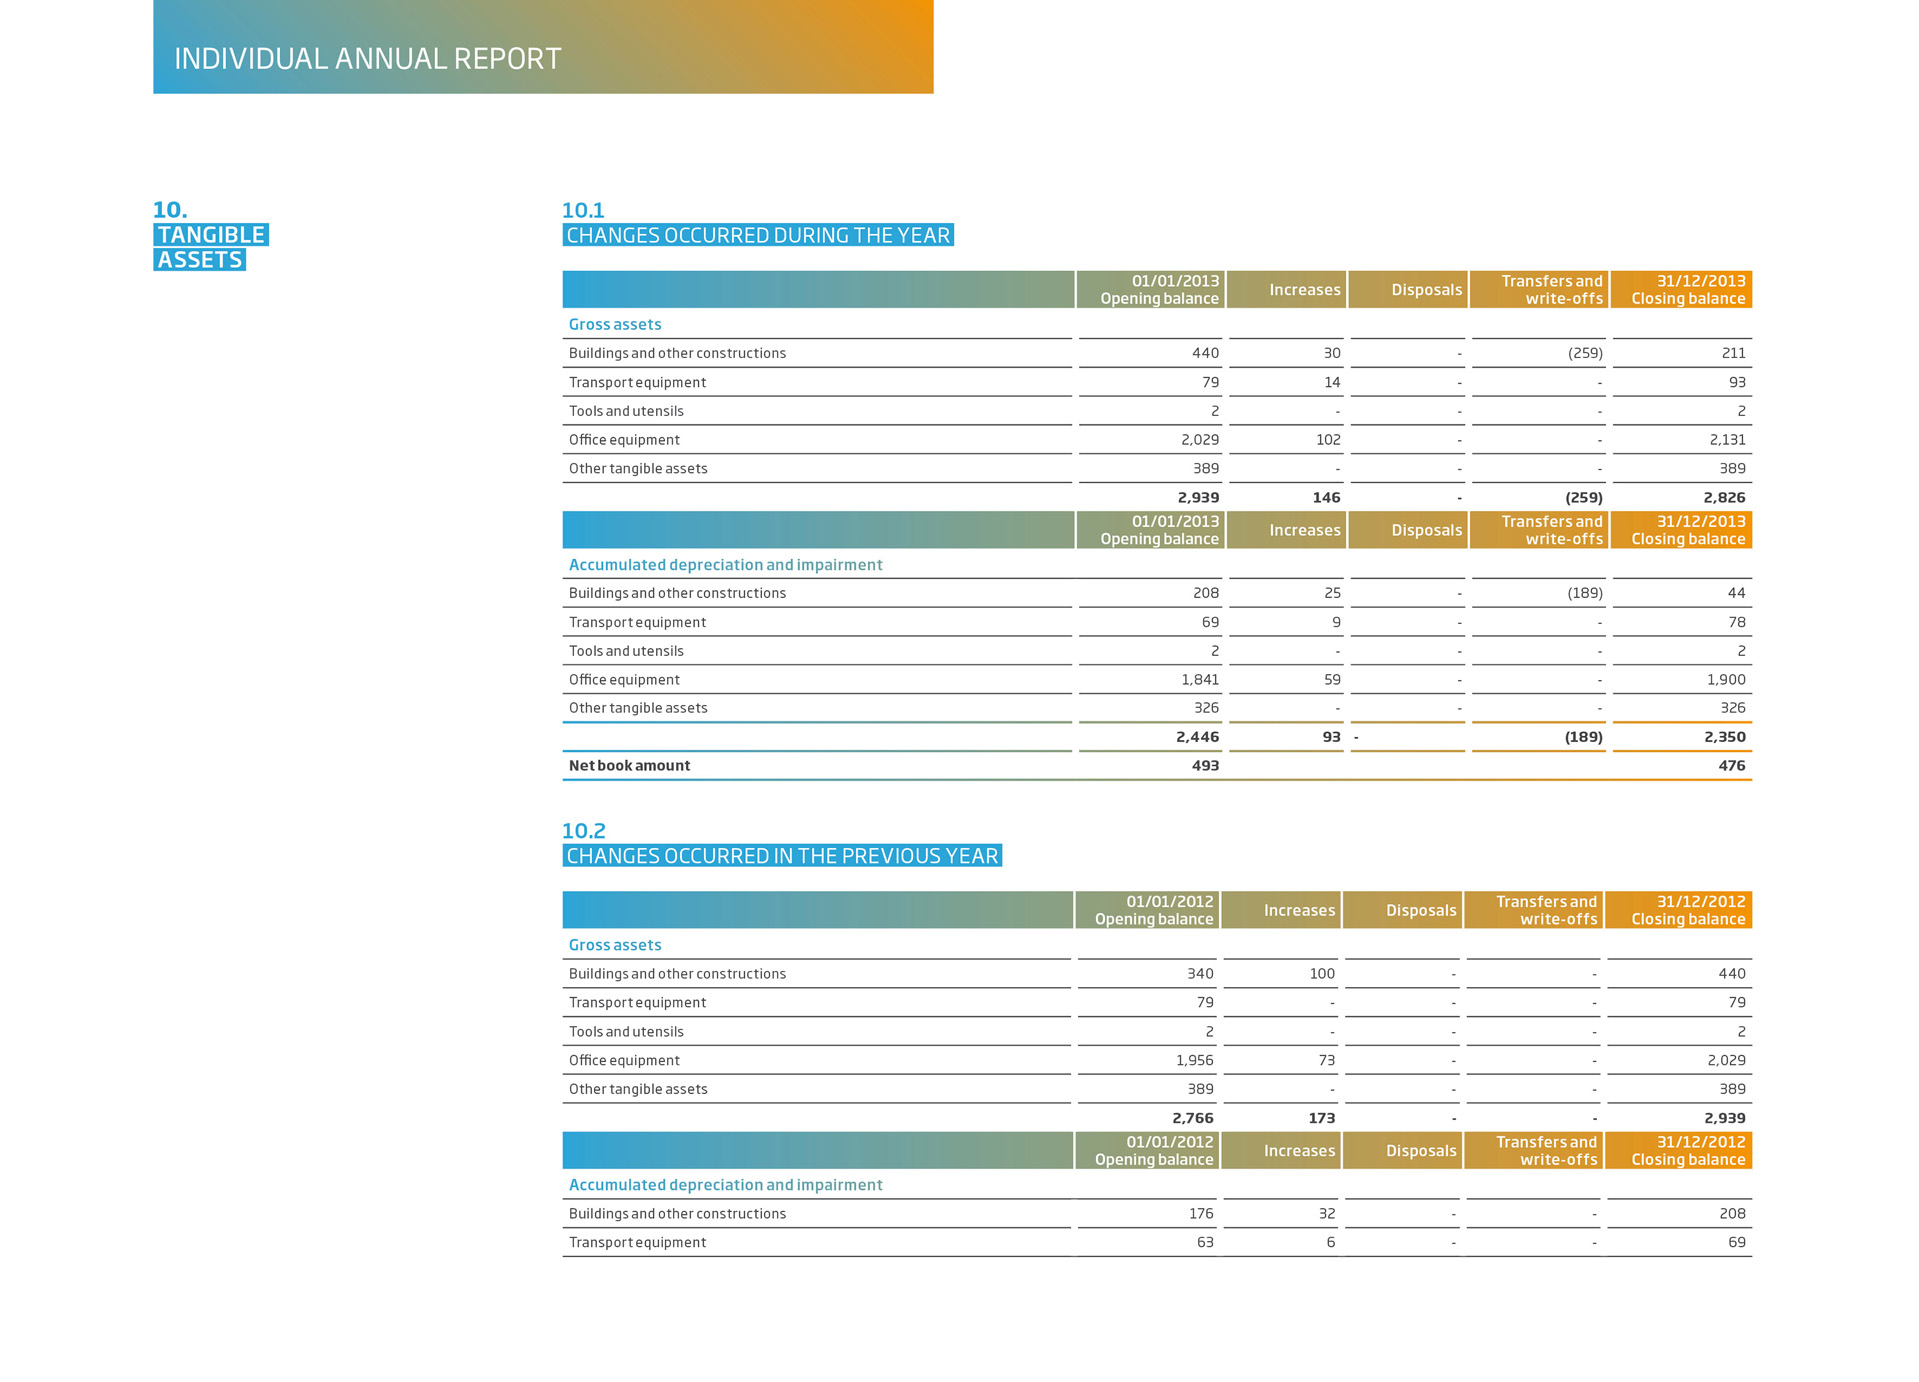 INDIVIDUAL ANNUAL REPORT
10.
TANGIBLE
ASSETS
10.1
CHANGES OCCURRED DURING THE YEAR
01/01/2013 Opening balance Increases Disposals Transfers and write-offs 31/12/2013 Closing balance
Gross assets
Buildings and other constructions 440 30 - (259) 211
Transport equipment 79 14 - - 93
Tools and utensils 2 - - - 2
Office equipment 2,029 102 - - 2,131
Other tangible assets 389 - - - 389
2,939 146 - (259) 2,826
01/01/2013 Opening balance Increases Disposals Transfers and write-offs 31/12/2013 Closing balance
Accumulated depreciation and impairment
Buildings and other constructions 208 25 - (189) 44
Transport equipment 69 9 - - 78
Tools and utensils 2 - - - 2
Office equipment 1,841 59 - - 1,900
Other tangible assets 326 - - - 326
2,446 93 - (189) 2,350
Net book amount 493 476
10.2
CHANGES OCCURRED IN THE PREVIOUS YEAR
01/01/2012 Opening balance Increases Disposals Transfers and write-offs 31/12/2012 Closing balance
Gross assets
Buildings and other constructions 340 100 - - 440
Transport equipment 79 - - - 79
Tools and utensils 2 - - - 2
Office equipment 1,956 73 - - 2,029
Other tangible assets 389 - - - 389
2,766 173 - - 2,939
01/01/2012 Opening balance Increases Disposals Transfers and write-offs 31/12/2012 Closing balance
Accumulated depreciation and impairment
Buildings and other constructions 176 32 - - 208
Transport equipment 63 6 - - 69